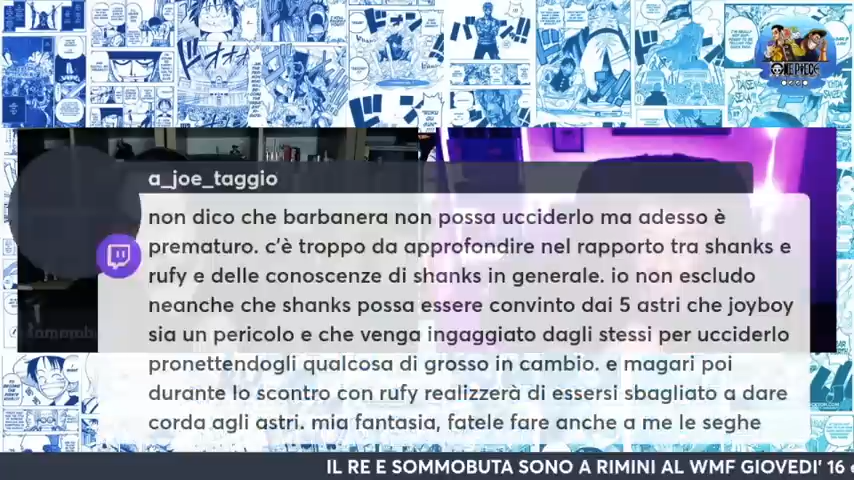 ONE PIECE
a_joe_taggio
non dico che barbanera non possa ucciderlo ma adesso è
prematuro. c'è troppo da approfondire nel rapporto tra shanks e
rufy e delle conoscenze di shanks in generale. io non escludo
neanche che shanks possa essere convinto dai 5 astri che joyboy
sia un pericolo e che venga ingaggiato dagli stessi per ucciderlo
pronettendogli qualcosa di grosso in cambio. e magari poi
durante lo scontro con rufy realizzerà di essersi sbagliato a dare
corda agli astri. mia fantasia, fatele fare anche a me le seghe
IL RE E SOMMOBUTA SONO A RIMINI AL WMF GIOVEDI' 16 e